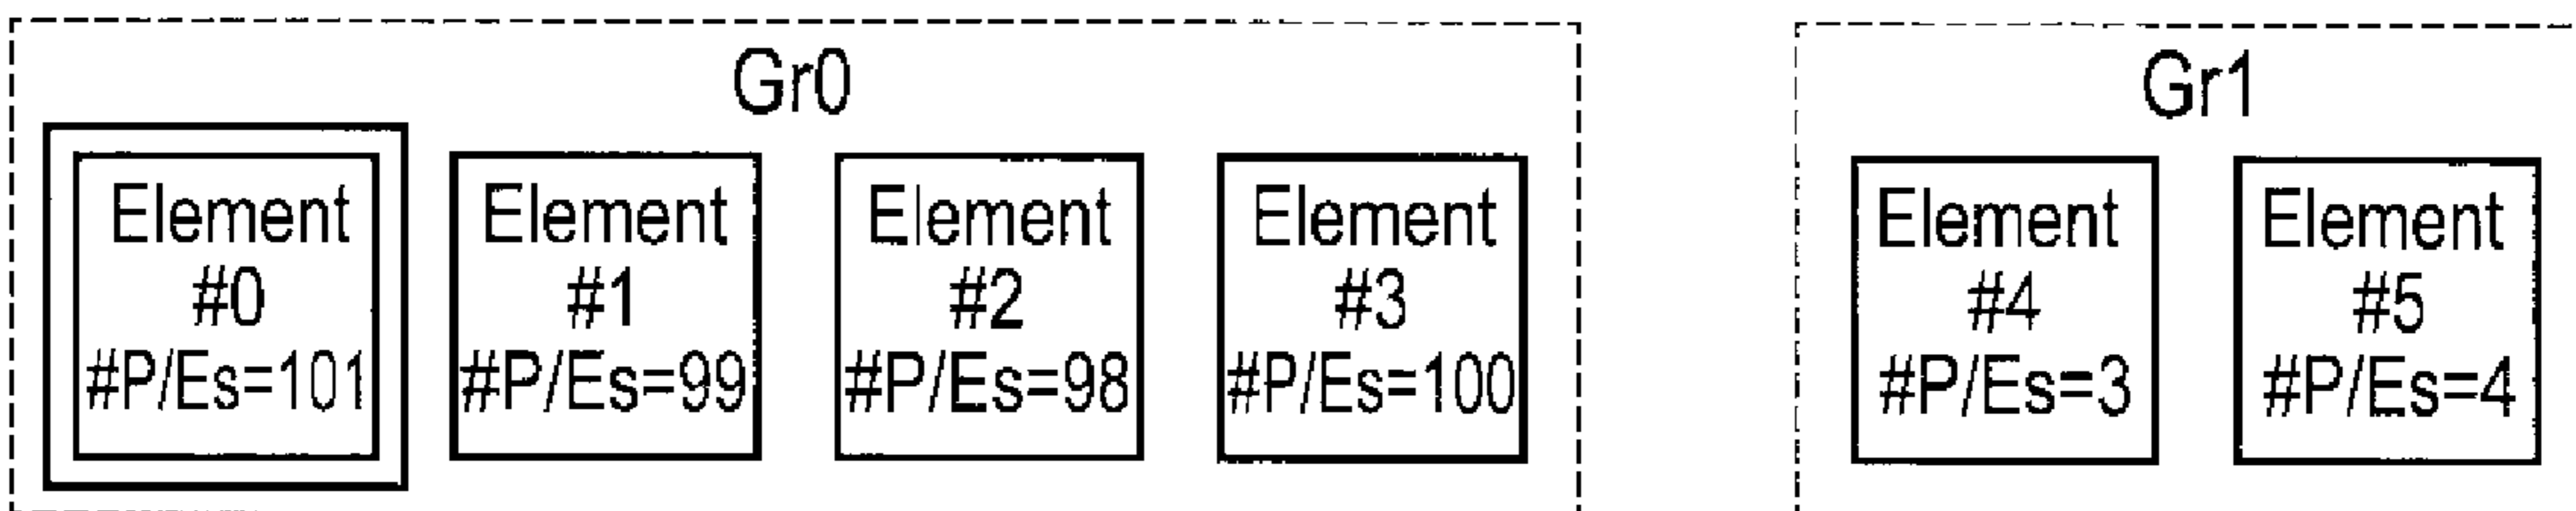 Gr0
Element
#0
#P/Es=101
Element
#1
#P/Es=99
Element
#2
#P/Es=98
Element
#3
#P/Es=100
Gr1
Element
#4
#P/Es=3
Element
#5
#P/Es=4